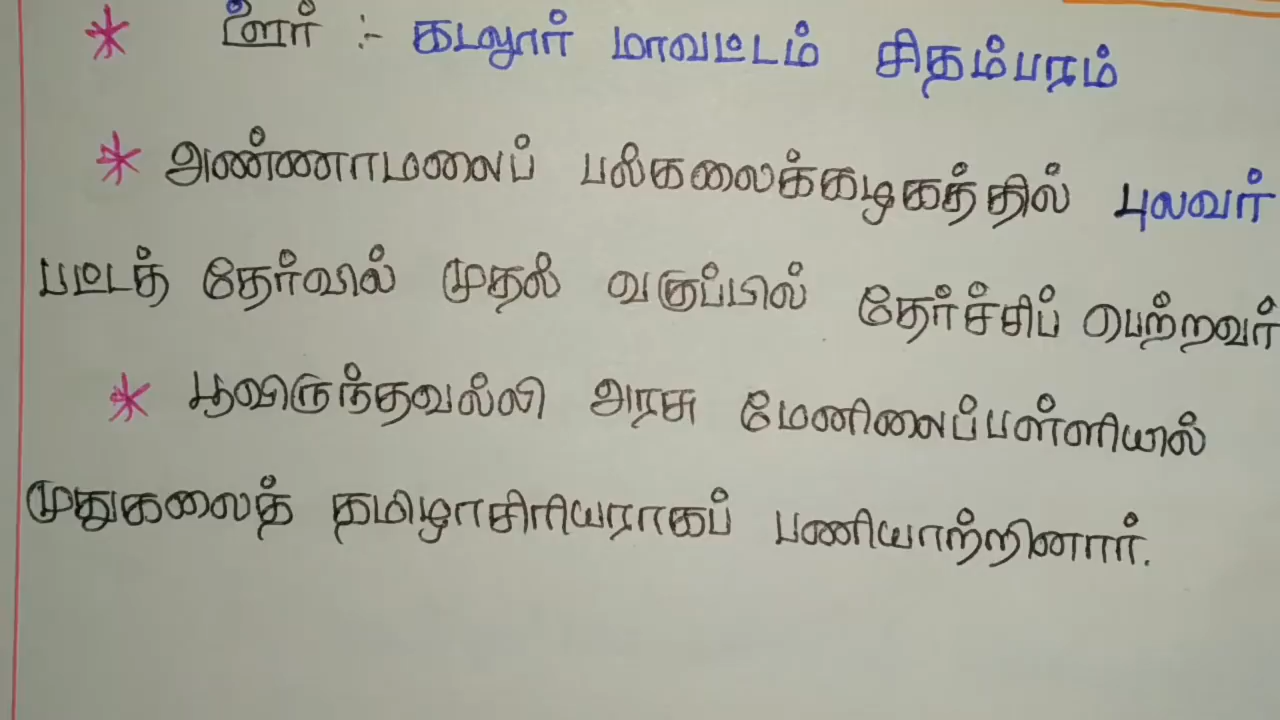 * ஊர் :- கடலூர் மாவட்டம் சிதம்பரம்
* அண்ணாமலைப் பல்கலைக்கழகத்தில் புலவர்
பட்டத் தேர்வில் முதல் வகுப்பில் தேர்ச்சிப் பெற்றவர்
* பூவிருந்தவல்லி அரசு மேனிலைப்பள்ளியில்
முதுகலைத் தமிழாசிரியராகப் பணியாற்றினார்.